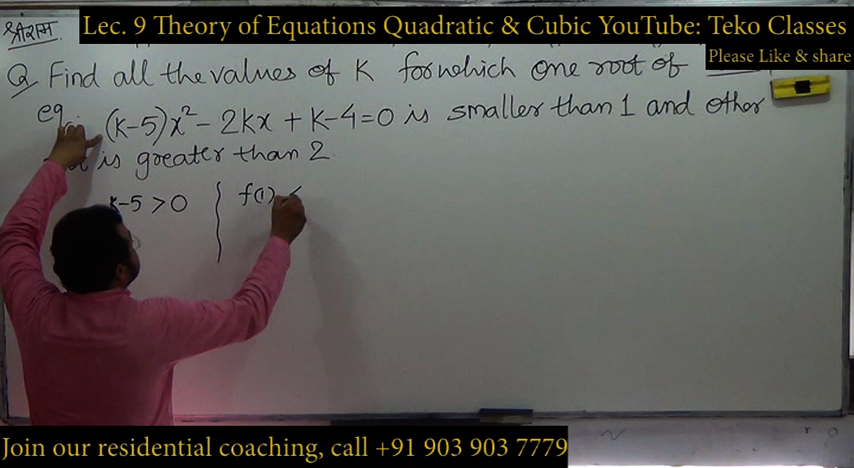 श्रीराम
Lec. 9 Theory of Equations Quadratic & Cubic YouTube: Teko Classes
Please Like & share
Q Find all the values of K for which one root of
eq. (k-5)x² - 2kx + k-4=0 is smaller than 1 and other
is greater than 2
k-5 > 0
f(1) <
Join our residential coaching, call +91 903 903 7779